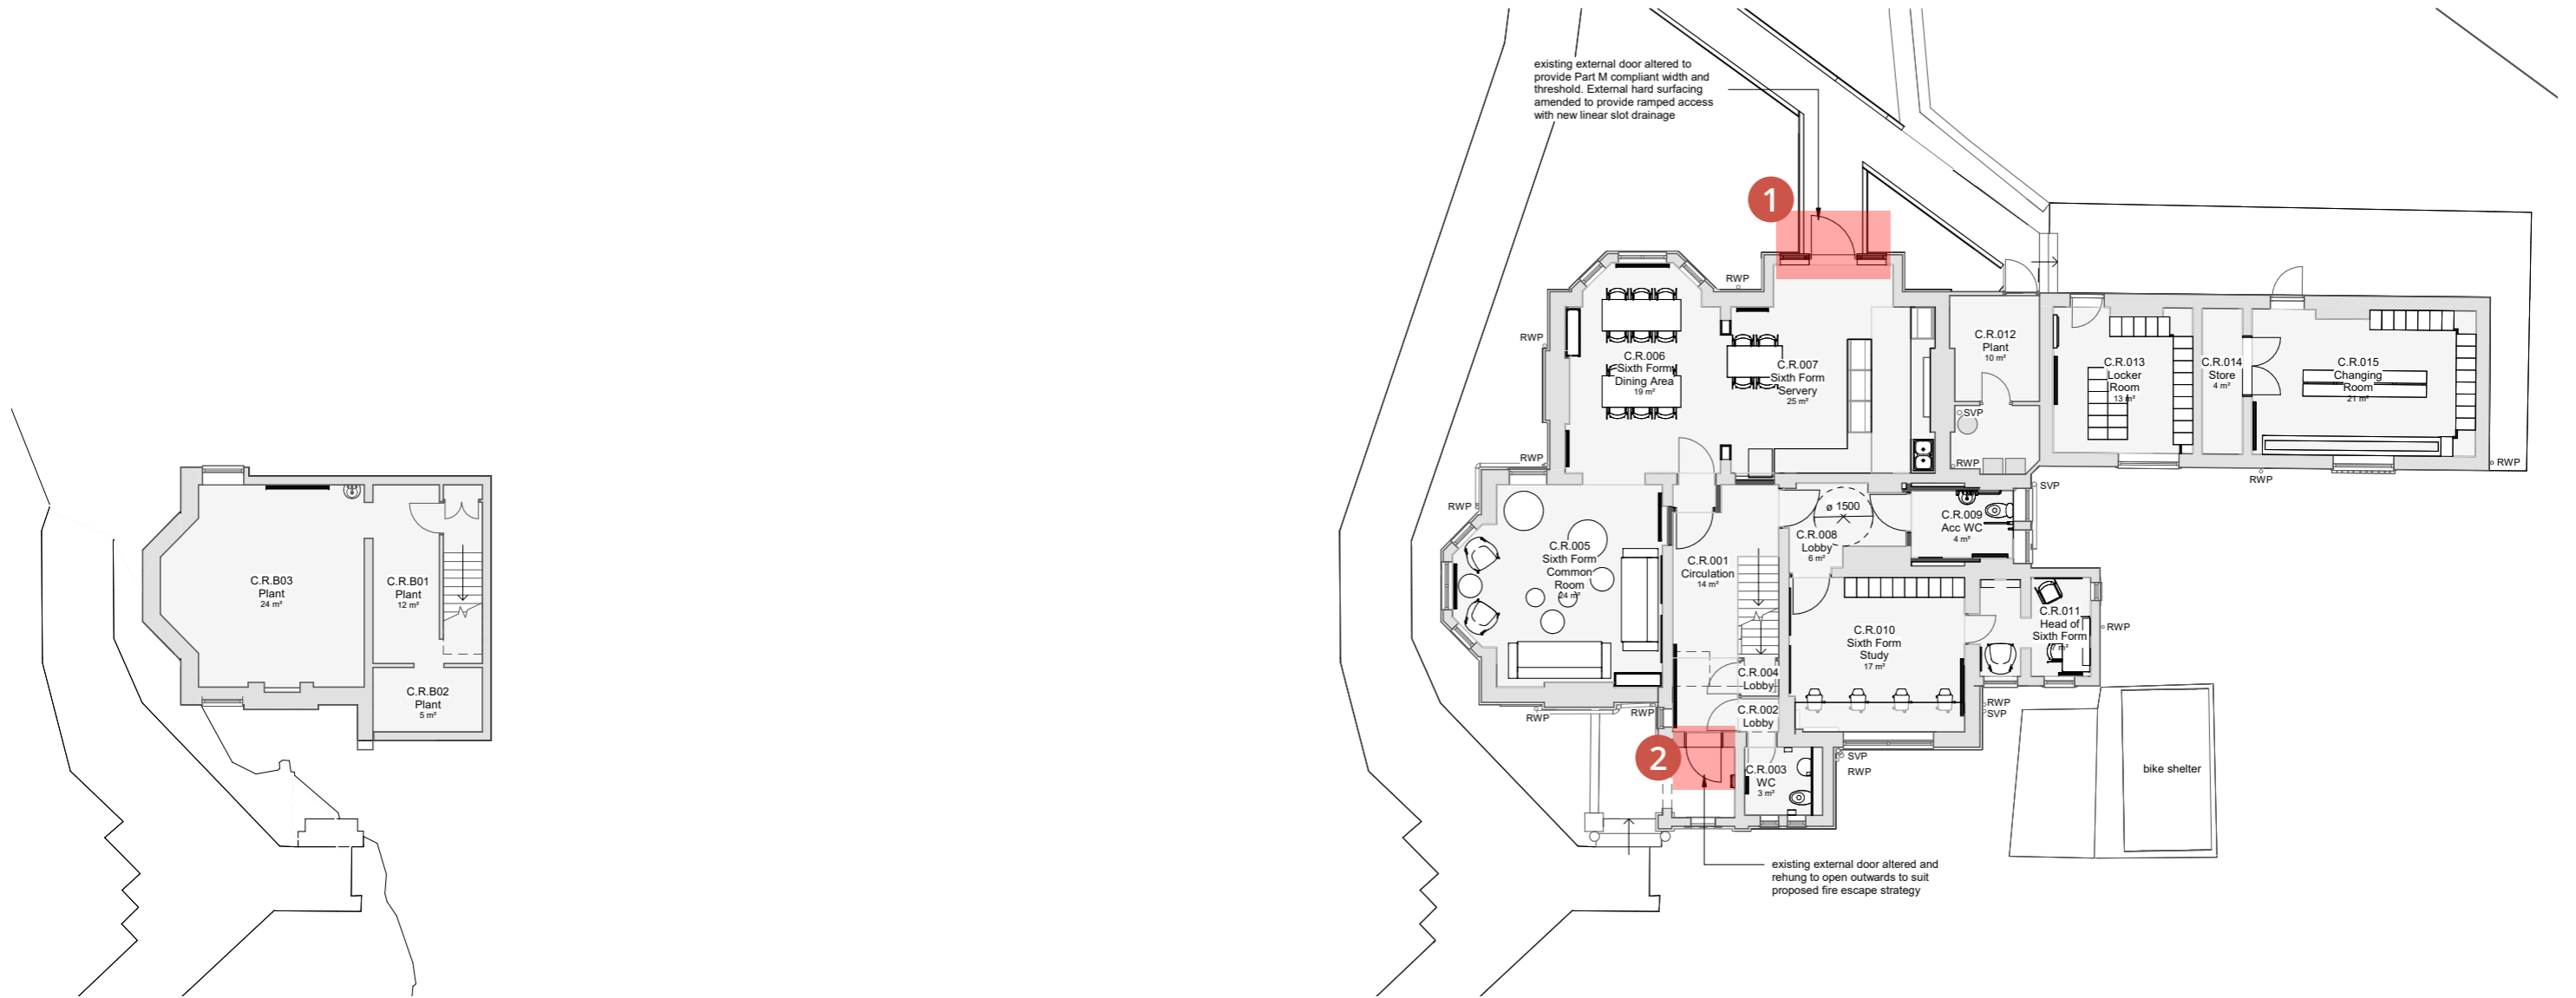 existing external door altered to
provide Part M compliant width and
threshold. External hard surfacing
amended to provide ramped access
with new linear slot drainage
1
RWP
RWP
C.R.006
Sixth Form
Dining Area
19 m²
C.R.007
Sixth Form
Servery
25 m²
C.R.012
Plant
10 m²
SVP
RWP
C.R.013
Locker
Room
13 m²
C.R.014
Store
4 m²
C.R.015
Changing
Room
21 m²
RWP
RWP
RWP
SVP
RWP
C.R.005
Sixth Form
Common
Room
24 m²
C.R.001
Circulation
14 m²
ø 1500
C.R.008
Lobby
6 m²
C.R.009
Acc WC
4 m²
C.R.010
Sixth Form
Study
17 m²
C.R.011
Head of
Sixth Form
7 m²
RWP
C.R.004
Lobby
C.R.002
Lobby
RWP
RWP
RWP
SVP
2
C.R.003
WC
3 m²
SVP
RWP
bike shelter
existing external door altered and
rehung to open outwards to suit
proposed fire escape strategy
C.R.B03
Plant
24 m²
C.R.B01
Plant
12 m²
C.R.B02
Plant
5 m²